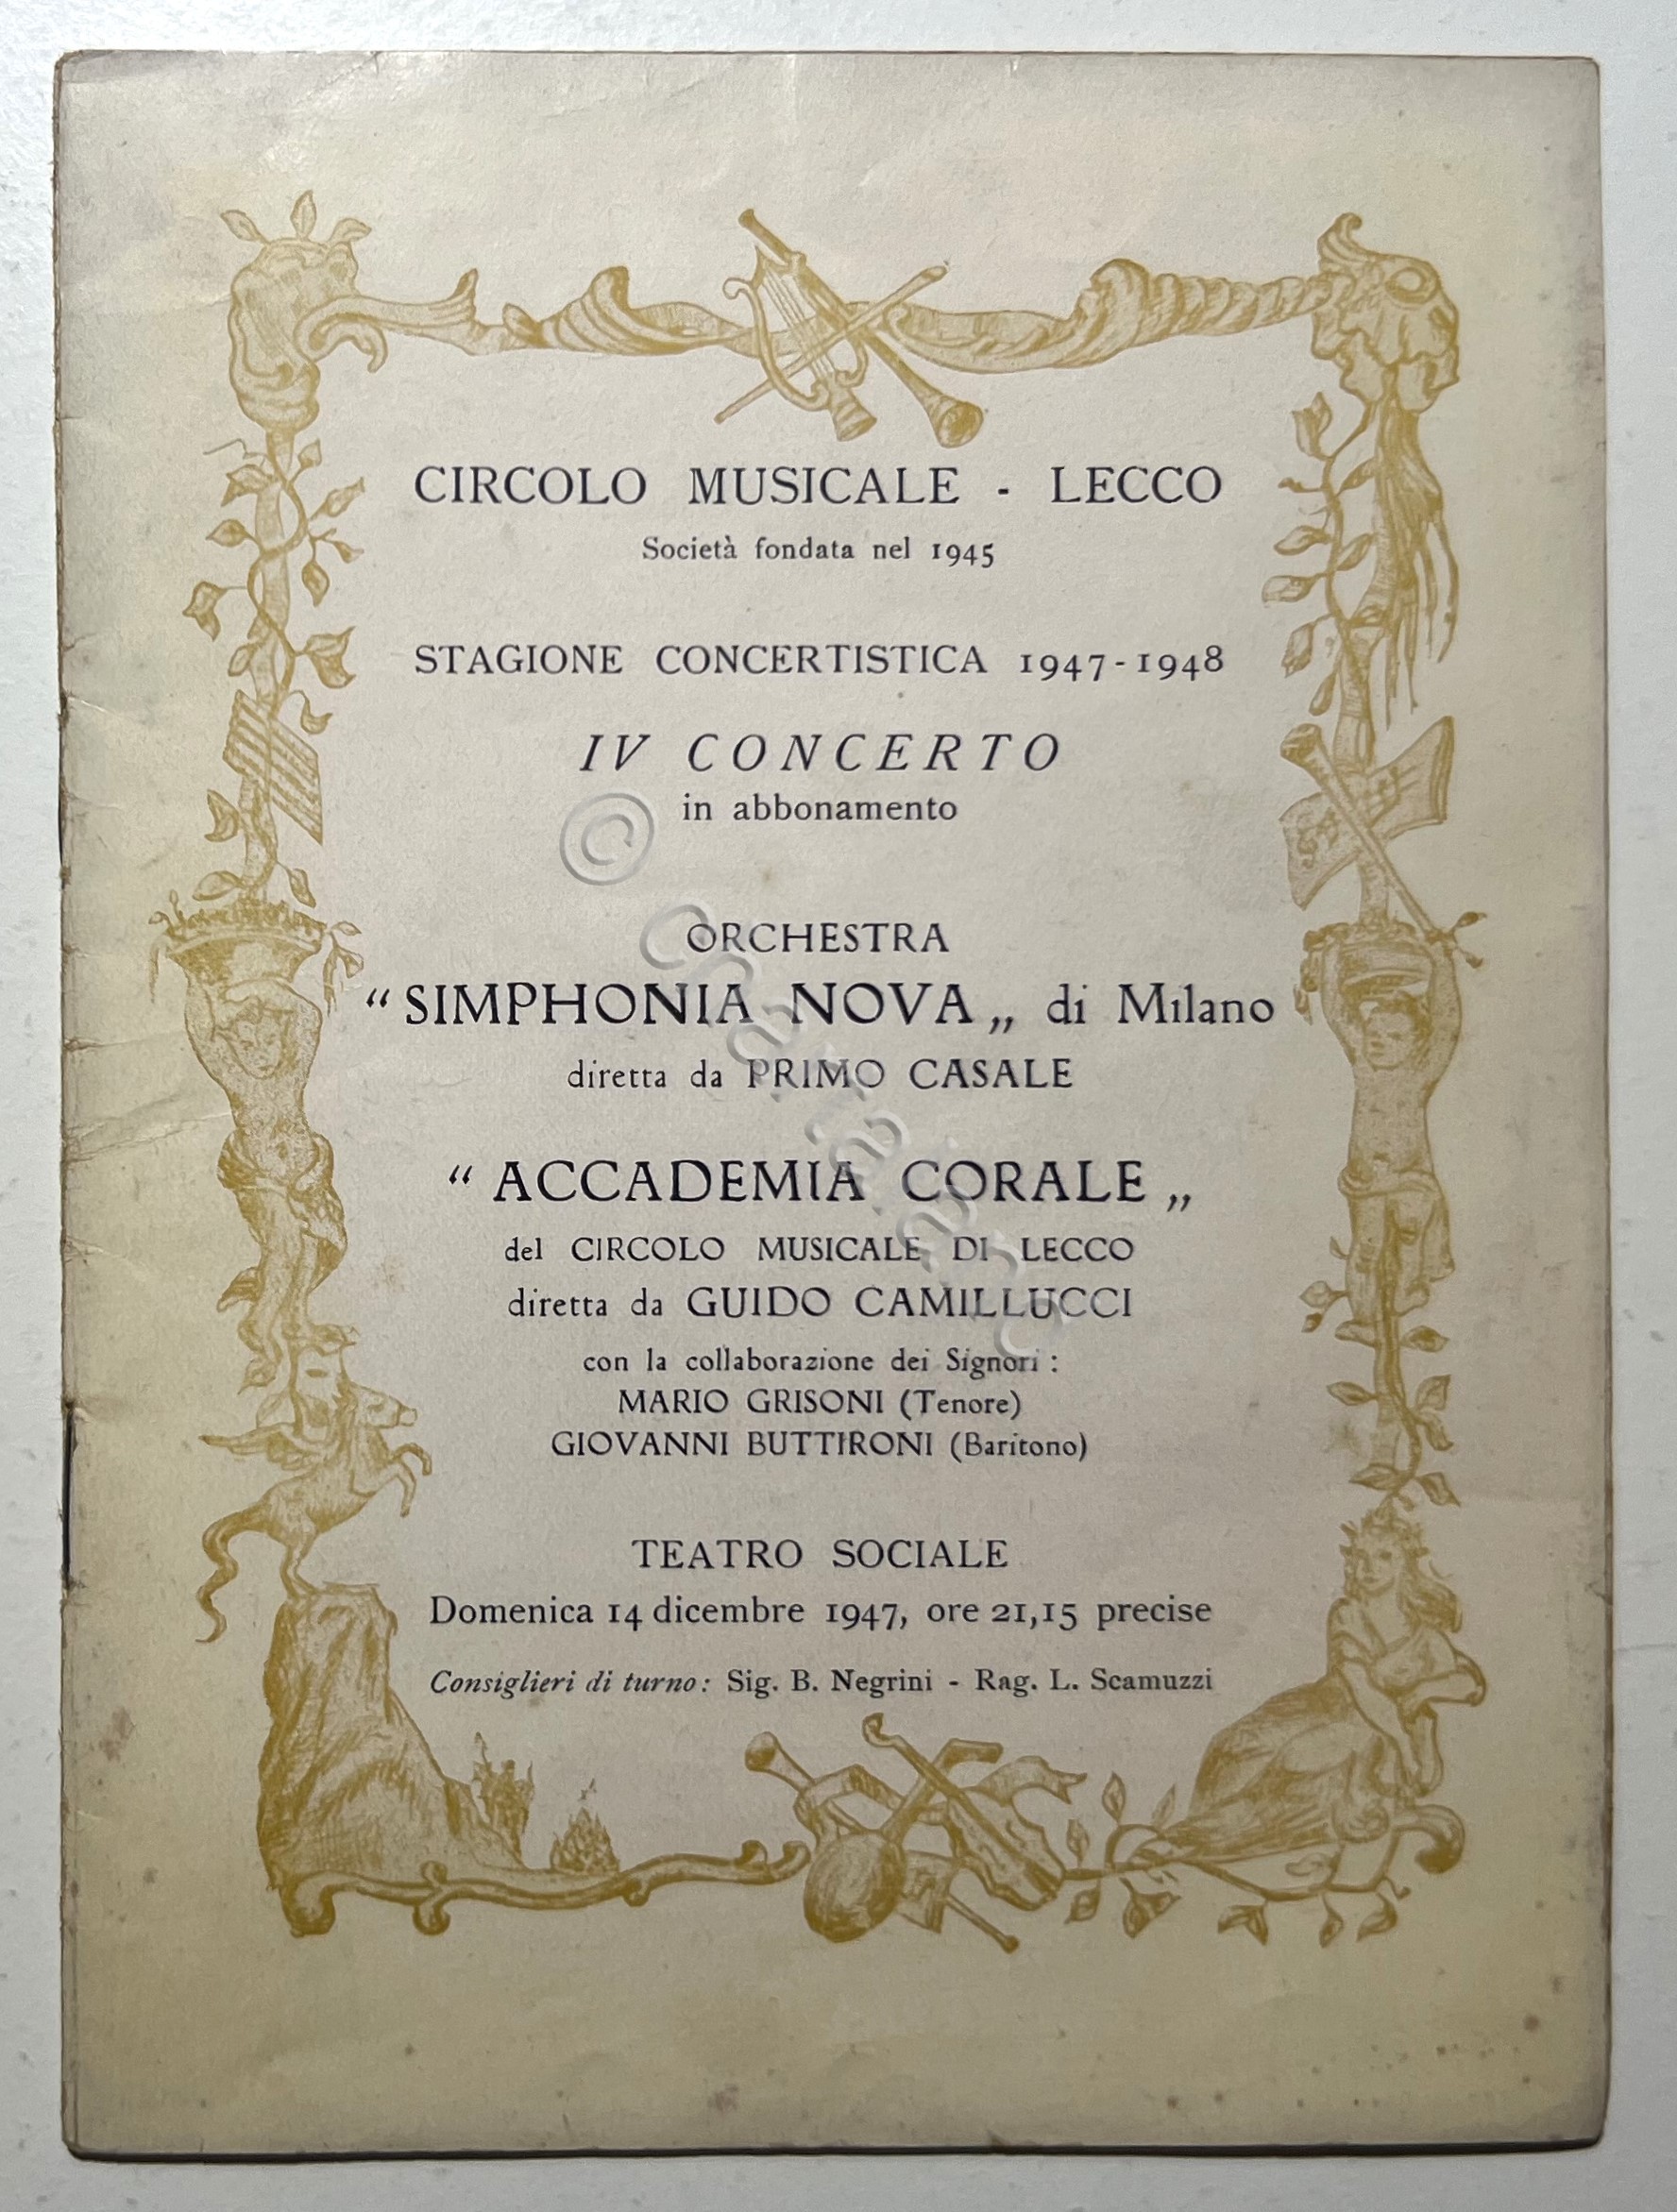 CIRCOLO MUSICALE - LECCO
Società fondata nel 1945
STAGIONE CONCERTISTICA 1947-1948
IV CONCERTO
in abbonamento
ORCHESTRA
“ SIMPHONIA NOVA „ di Milano
diretta da PRIMO CASALE
“ ACCADEMIA CORALE „
del CIRCOLO MUSICALE DI LECCO
diretta da GUIDO CAMILLUCCI
con la collaborazione dei Signori :
MARIO GRISONI (Tenore)
GIOVANNI BUTTIRONI (Baritono)
TEATRO SOCIALE
Domenica 14 dicembre 1947, ore 21,15 precise
Consiglieri di turno: Sig. B. Negrini - Rag. L. Scamuzzi